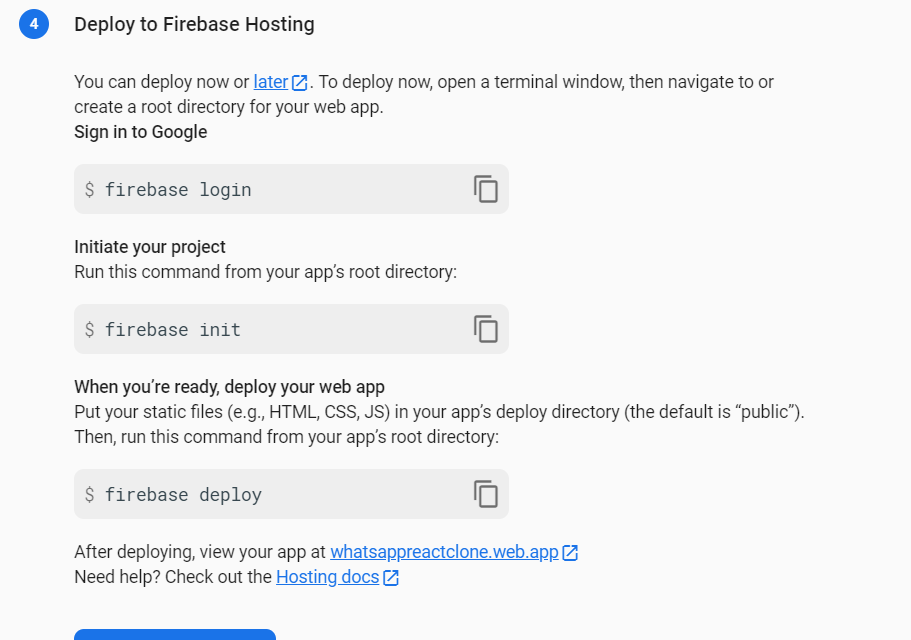 4
Deploy to Firebase Hosting
You can deploy now or later. To deploy now, open a terminal window, then navigate to or
create a root directory for your web app.
Sign in to Google
$ firebase login
Initiate your project
Run this command from your app’s root directory:
$ firebase init
When you’re ready, deploy your web app
Put your static files (e.g., HTML, CSS, JS) in your app’s deploy directory (the default is “public”).
Then, run this command from your app’s root directory:
$ firebase deploy
After deploying, view your app at whatsappreactclone.web.app
Need help? Check out the Hosting docs